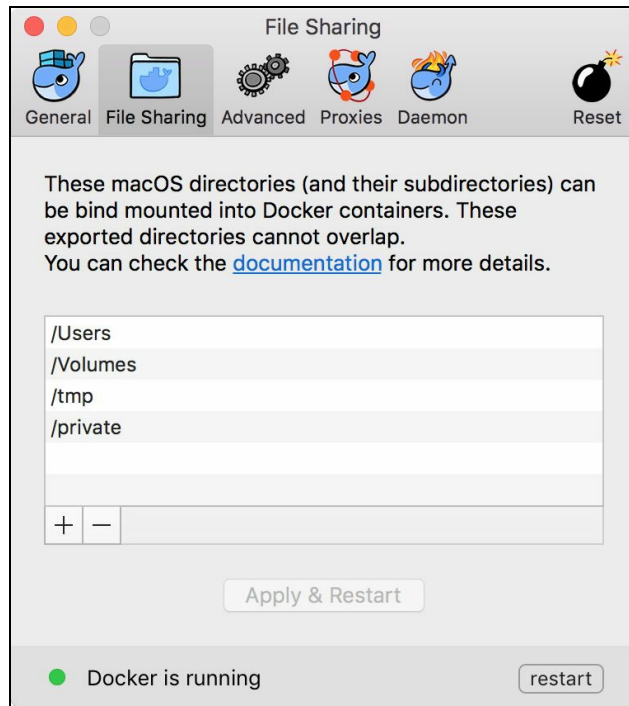 File Sharing
General File Sharing Advanced Proxies Daemon Reset
These macOS directories (and their subdirectories) can
be bind mounted into Docker containers. These
exported directories cannot overlap.
You can check the documentation for more details.
/Users
/Volumes
/tmp
/private
+ −
Apply & Restart
Docker is running restart